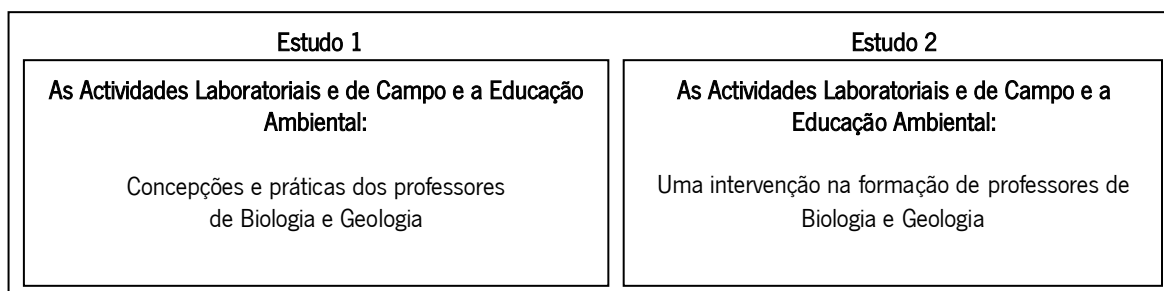 Estudo 1
As Actividades Laboratoriais e de Campo e a Educação
Ambiental:
Concepções e práticas dos professores
de Biologia e Geologia
Estudo 2
As Actividades Laboratoriais e de Campo e a
Educação Ambiental:
Uma intervenção na formação de professores de
Biologia e Geologia